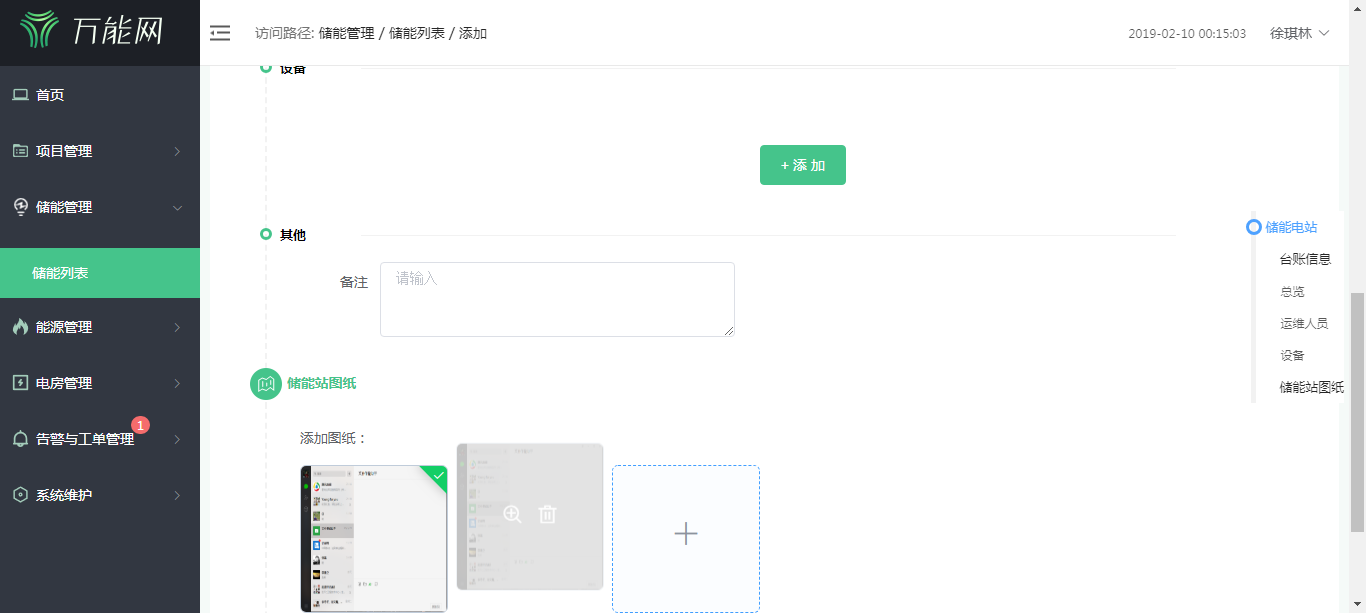 万能网
访问路径: 储能管理 / 储能列表 / 添加
2019-02-10 00:15:03
徐琪林
首页
项目管理
储能管理
储能列表
能源管理
电房管理
告警与工单管理
1
系统维护
设备
+ 添 加
其他
备注
请输入
储能站图纸
添加图纸：
储能电站
台账信息
总览
运维人员
设备
储能站图纸